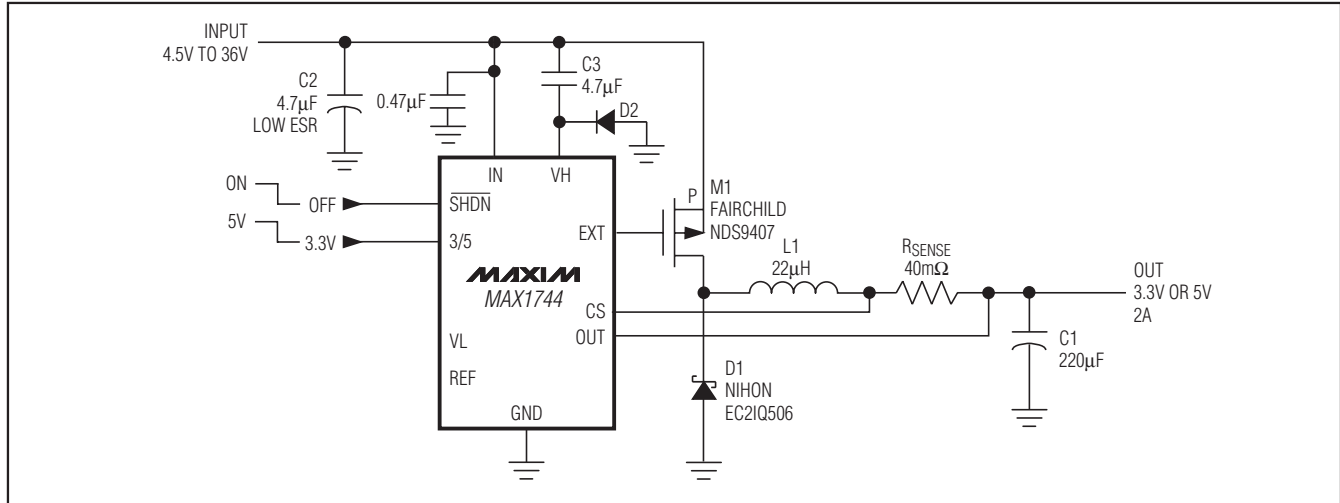 INPUT
4.5V TO 36V
C2
4.7µF
LOW ESR
0.47µF
C3
4.7µF
D2
IN
VH
ON
OFF
SHDN
5V
3.3V
3/5
EXT
P
M1
FAIRCHILD
NDS9407
MAXIM
MAX1744
L1
22µH
RSENSE
40mΩ
OUT
3.3V OR 5V
2A
CS
OUT
VL
REF
GND
D1
NIHON
EC2IQ506
C1
220µF